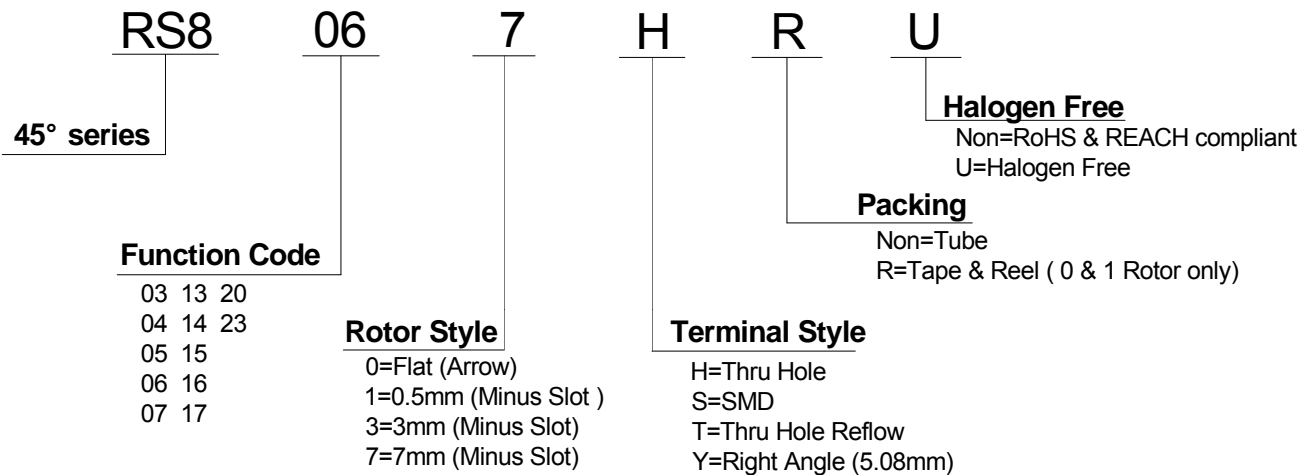 RS8 06 7 H R U
45° series
Halogen Free
Non=RoHS & REACH compliant
U=Halogen Free
Packing
Non=Tube
R=Tape & Reel ( 0 & 1 Rotor only)
Function Code
03 13 20
04 14 23
05 15
06 16
07 17
Rotor Style
0=Flat (Arrow)
1=0.5mm (Minus Slot )
3=3mm (Minus Slot)
7=7mm (Minus Slot)
Terminal Style
H=Thru Hole
S=SMD
T=Thru Hole Reflow
Y=Right Angle (5.08mm)